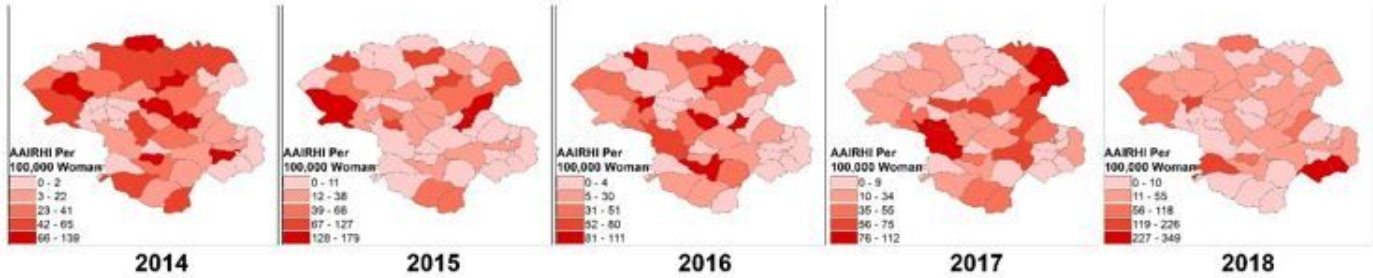 AAIRHI Per
100,000 Woman
0 - 2
3 - 22
23 - 41
42 - 65
66 - 139
2014
AAIRHI Per
100,000 Woman
0 - 11
12 - 38
39 - 66
67 - 127
128 - 179
2015
AAIRHI Per
100,000 Woman
0 - 4
5 - 30
31 - 51
52 - 80
81 - 111
2016
AAIRHI Per
100,000 Woman
0 - 9
10 - 34
35 - 55
56 - 75
76 - 112
2017
AAIRHI Per
100,000 Woman
0 - 10
11 - 55
56 - 118
119 - 226
227 - 349
2018